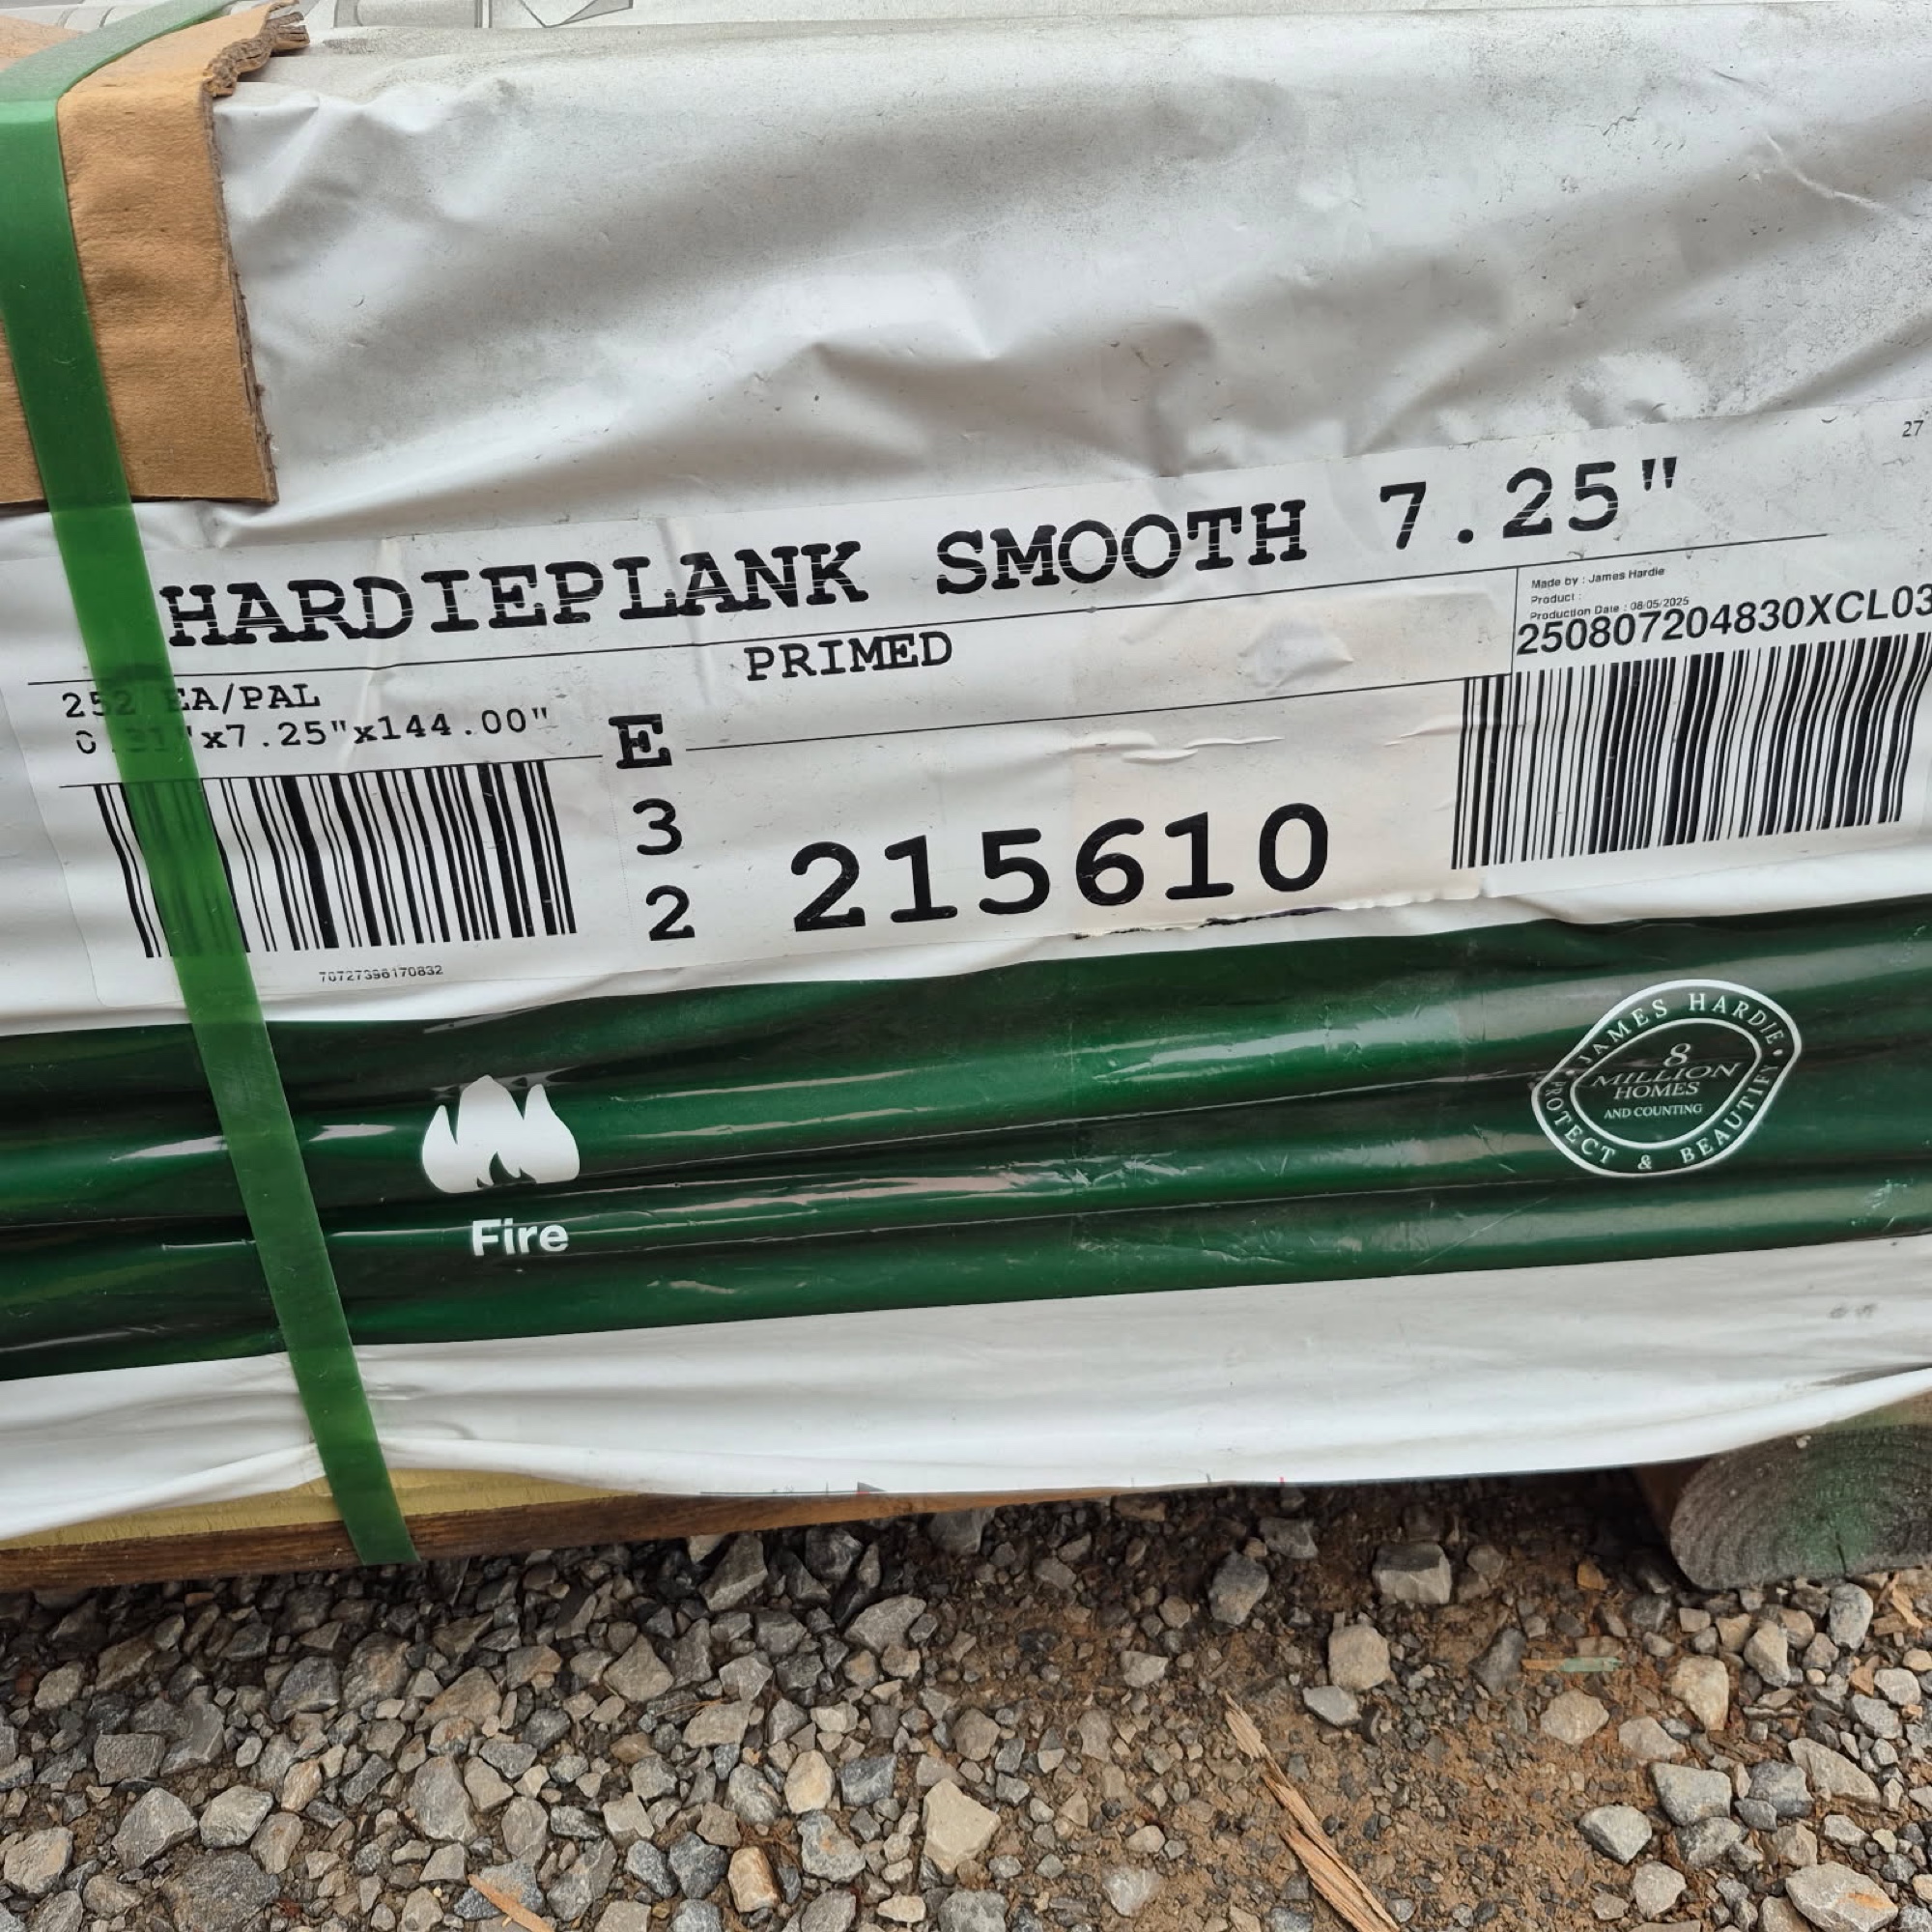 27
HARDIEPLANK SMOOTH 7.25"
PRIMED
252 EA/PAL
0.31"x7.25"x144.00"
E
3
2
215610
70727396170832
Made by : James Hardie
Product :
Production Date : 08/05/2025
250807204830XCL03
Fire
JAMES HARDIE
8
MILLION
HOMES
AND COUNTING
PROTECT & BEAUTIFY